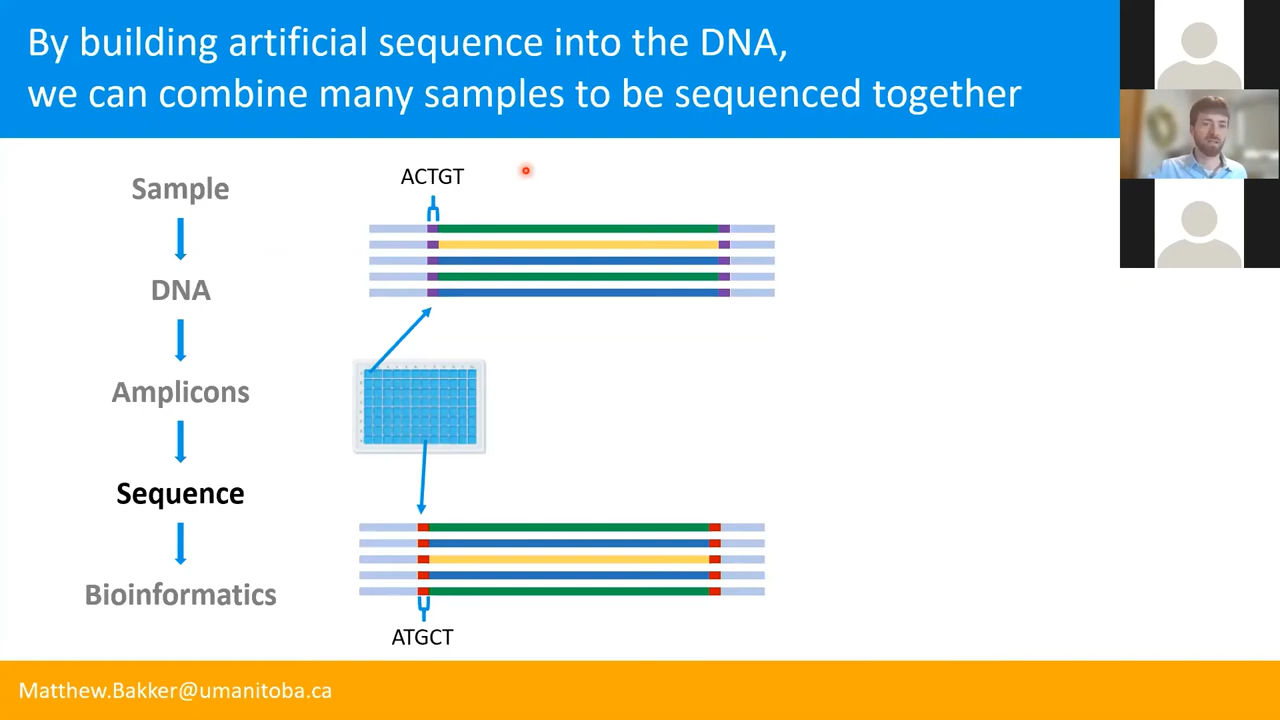 By building artificial sequence into the DNA,
we can combine many samples to be sequenced together
Sample
DNA
Amplicons
Sequence
Bioinformatics
ACTGT
ATGCT
Matthew.Bakker@umanitoba.ca